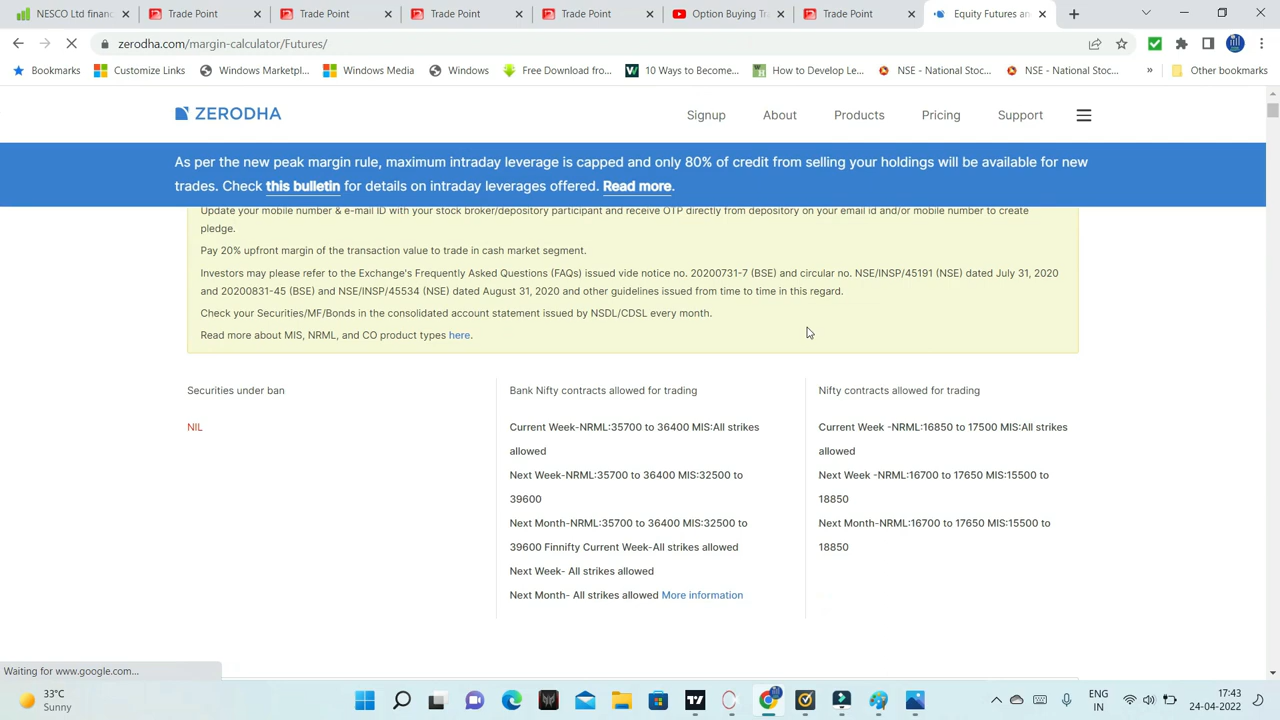 NESCO Ltd financ
Trade Point
Trade Point
Trade Point
Trade Point
Option Buying Tr
Trade Point
Equity Futures an
zerodha.com/margin-calculator/Futures/
Bookmarks
Customize Links
Windows Marketpl...
Windows Media
Windows
Free Download fro...
10 Ways to Become...
How to Develop Le...
NSE - National Stoc...
NSE - National Stoc...
»
Other bookmarks
ZERODHA
Signup
About
Products
Pricing
Support
As per the new peak margin rule, maximum intraday leverage is capped and only 80% of credit from selling your holdings will be available for new
trades. Check this bulletin for details on intraday leverages offered. Read more.
Update your mobile number & e-mail ID with your stock broker/depository participant and receive OTP directly from depository on your email id and/or mobile number to create
pledge.
Pay 20% upfront margin of the transaction value to trade in cash market segment.
Investors may please refer to the Exchange's Frequently Asked Questions (FAQs) issued vide notice no. 20200731-7 (BSE) and circular no. NSE/INSP/45191 (NSE) dated July 31, 2020
and 20200831-45 (BSE) and NSE/INSP/45534 (NSE) dated August 31, 2020 and other guidelines issued from time to time in this regard.
Check your Securities/MF/Bonds in the consolidated account statement issued by NSDL/CDSL every month.
Read more about MIS, NRML, and CO product types here.
Securities under ban
NIL
Bank Nifty contracts allowed for trading
Current Week-NRML:35700 to 36400 MIS:All strikes
allowed
Next Week-NRML:35700 to 36400 MIS:32500 to
39600
Next Month-NRML:35700 to 36400 MIS:32500 to
39600 Finnifty Current Week-All strikes allowed
Next Week- All strikes allowed
Next Month- All strikes allowed More information
Nifty contracts allowed for trading
Current Week -NRML:16850 to 17500 MIS:All strikes
allowed
Next Week -NRML:16700 to 17650 MIS:15500 to
18850
Next Month-NRML:16700 to 17650 MIS:15500 to
18850
Waiting for www.google.com...
33°C
Sunny
ENG
IN
17:43
24-04-2022